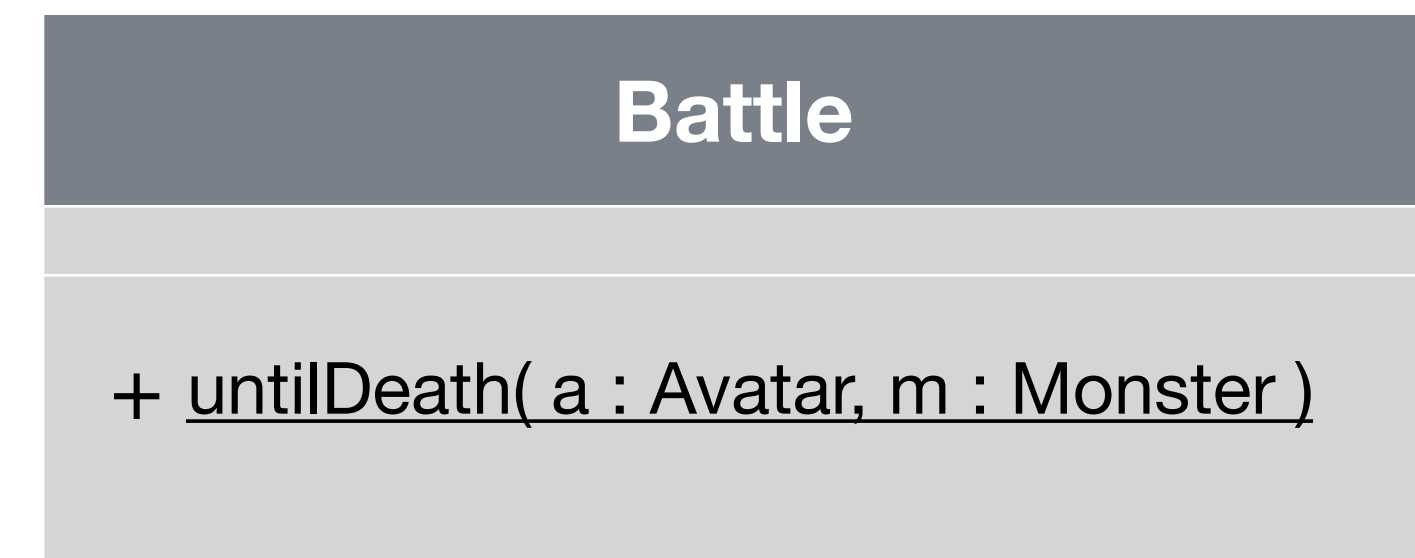 Battle
+ untilDeath( a : Avatar, m : Monster )